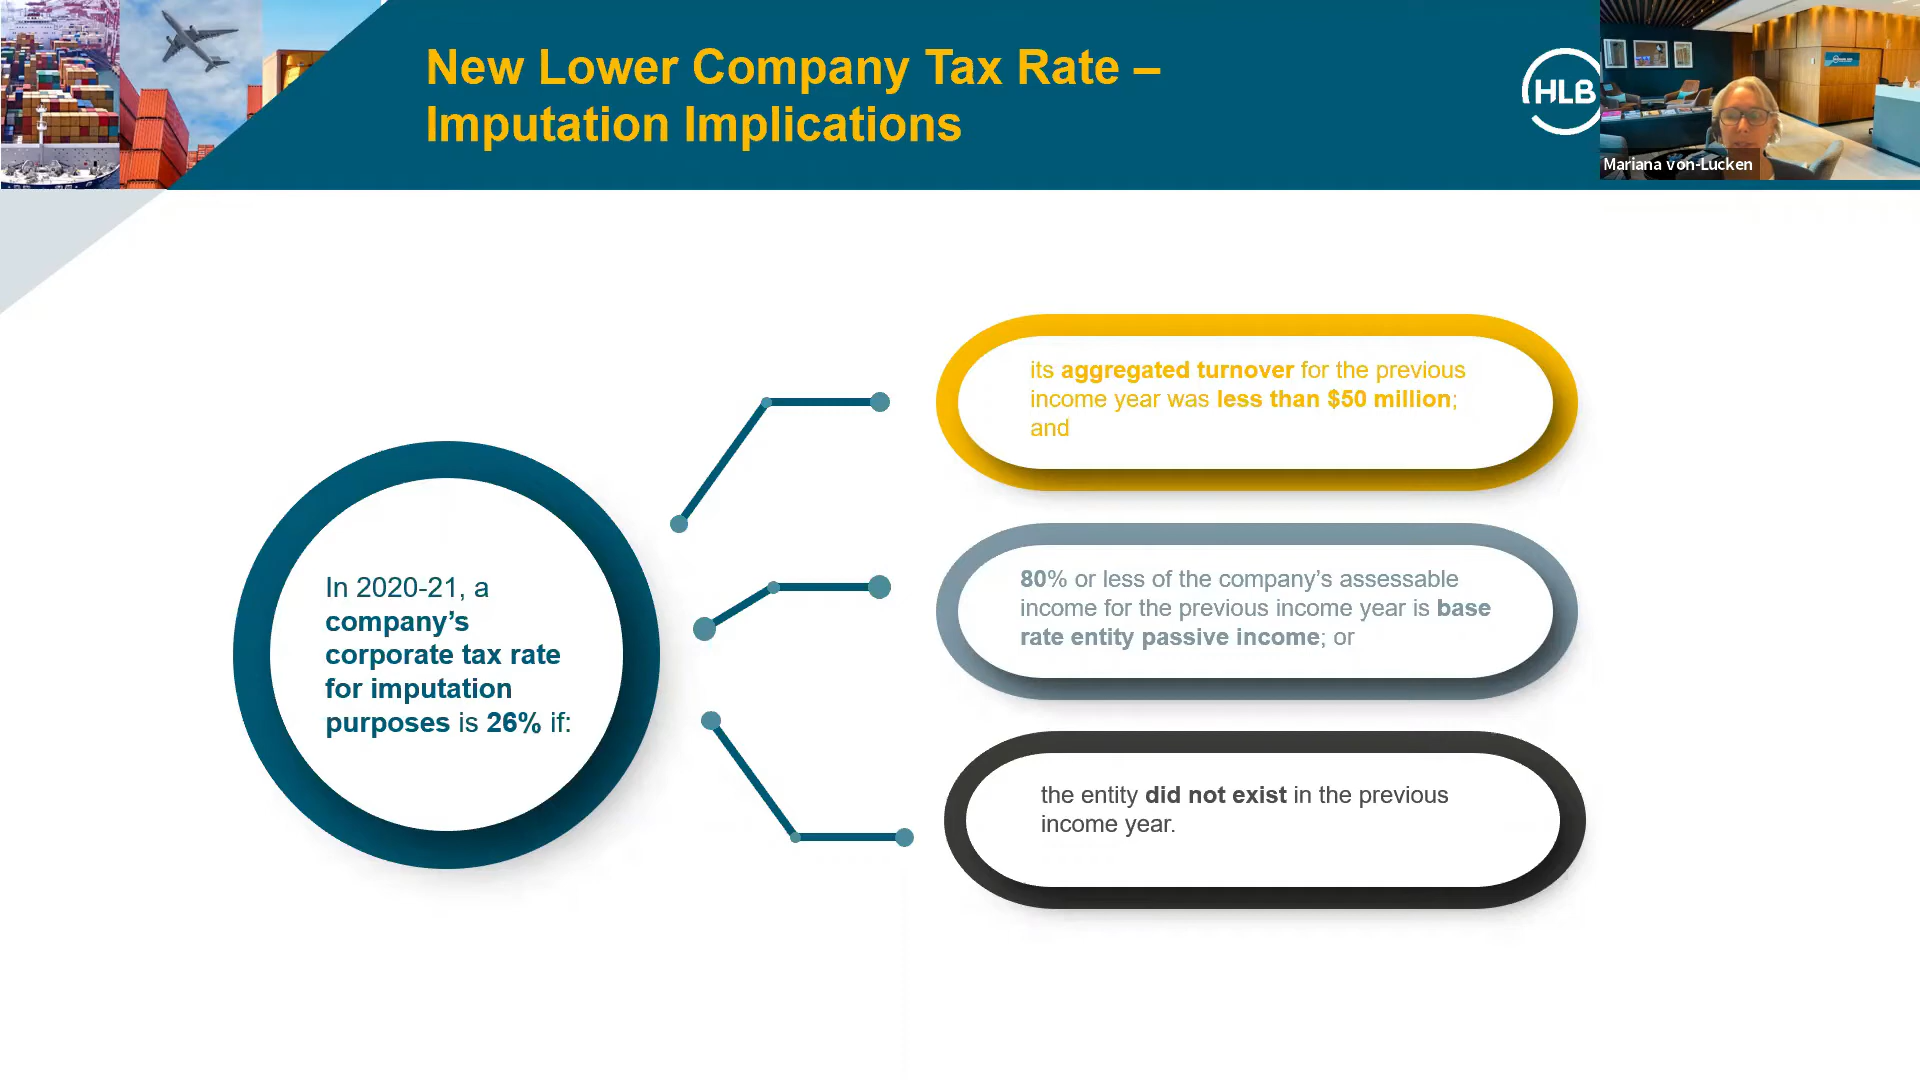 New Lower Company Tax Rate –
Imputation Implications
HLB
Mariana von-Lucken
In 2020-21, a
company’s
corporate tax rate
for imputation
purposes is 26% if:
its aggregated turnover for the previous
income year was less than $50 million;
and
80% or less of the company’s assessable
income for the previous income year is base
rate entity passive income; or
the entity did not exist in the previous
income year.